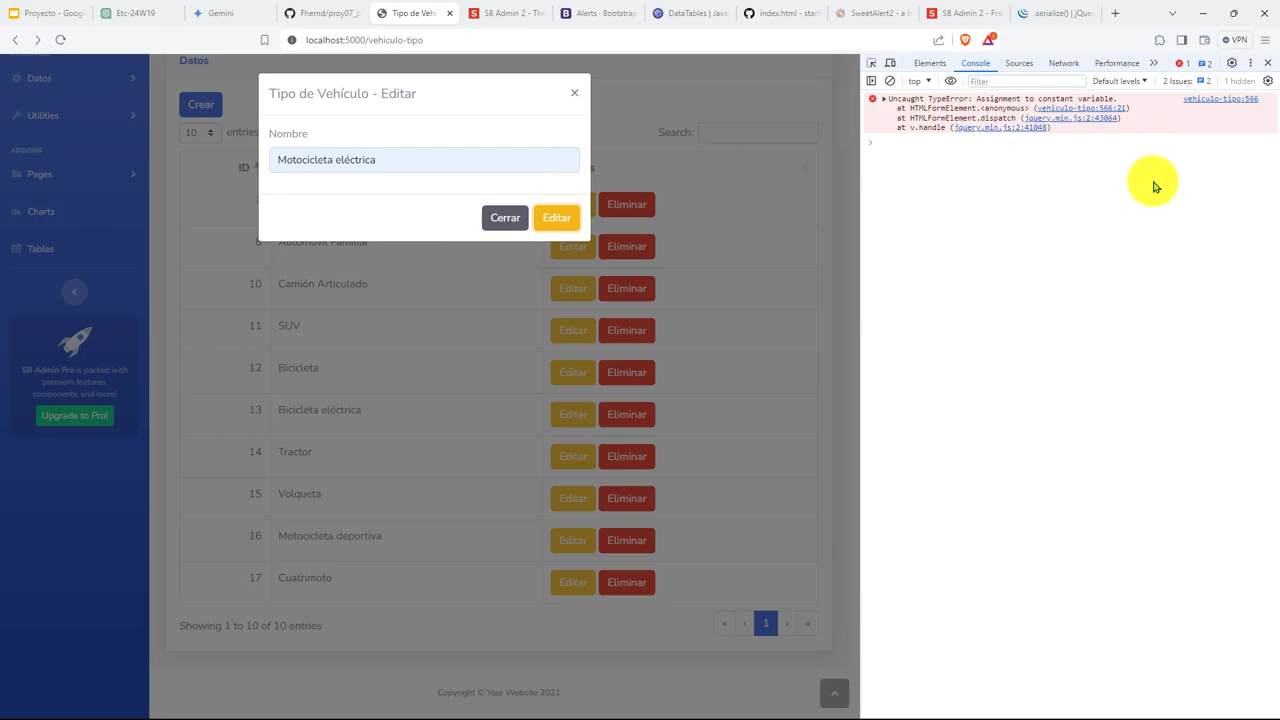 Proyecto - Goog
Etc-24W19
Gemini
Fhernd/proy07_p
Tipo de Vehí
SB Admin 2 - The
Alerts · Bootstrap
DataTables | Java
index.html - start
SweetAlert2 - a b
SB Admin 2 - Free
.serialize() | jQuer
localhost:5000/vehiculo-tipo
VPN
Datos
Utilities
ADDONS
Pages
Charts
Tables
SB Admin Pro is packed with
premium features,
components, and more!
Upgrade to Pro!
Datos
Crear
10
entries
Search:
ID
Tipo de Vehículo - Editar
×
Nombre
Motocicleta eléctrica
Cerrar
Editar
Eliminar
8 Automóvil Familiar Editar Eliminar
10 Camión Articulado Editar Eliminar
11 SUV Editar Eliminar
12 Bicicleta Editar Eliminar
13 Bicicleta eléctrica Editar Eliminar
14 Tractor Editar Eliminar
15 Volqueta Editar Eliminar
16 Motocicleta deportiva Editar Eliminar
17 Cuatrimoto Editar Eliminar
Showing 1 to 10 of 10 entries
« ‹ 1 › »
Copyright © Your Website 2021
Elements Console Sources Network Performance » 1 2
top Filter Default levels 2 Issues: 2 1 hidden
Uncaught TypeError: Assignment to constant variable. vehiculo-tipo:566
at HTMLFormElement.<anonymous> (vehiculo-tipo:566:21)
at HTMLFormElement.dispatch (jquery.min.js:2:43064)
at v.handle (jquery.min.js:2:41048)